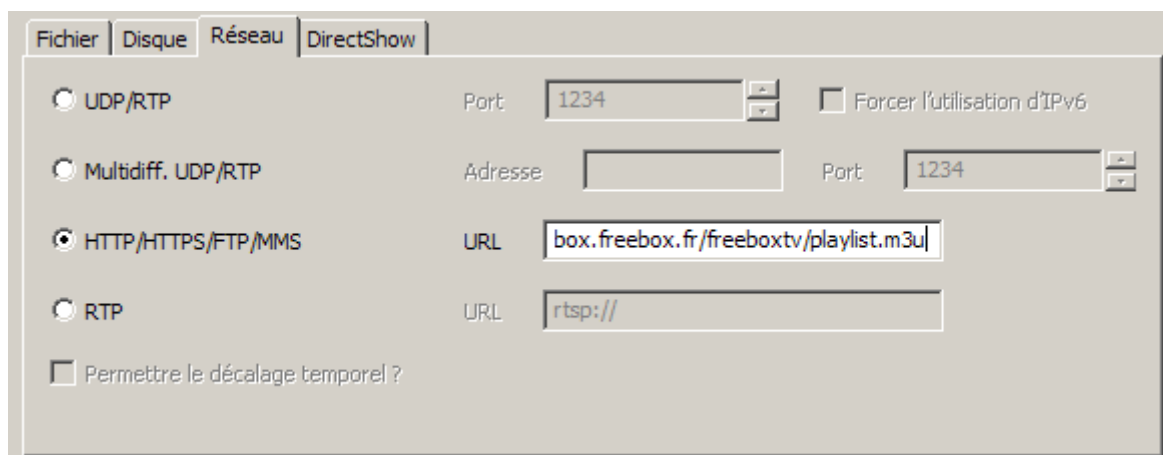 Fichier Disque Réseau DirectShow
UDP/RTP Port 1234 Forcer l'utilisation d'IPv6
Multidiff. UDP/RTP Adresse Port 1234
HTTP/HTTPS/FTP/MMS URL box.freebox.fr/freeboxtv/playlist.m3u
RTP URL rtsp://
Permettre le décalage temporel ?